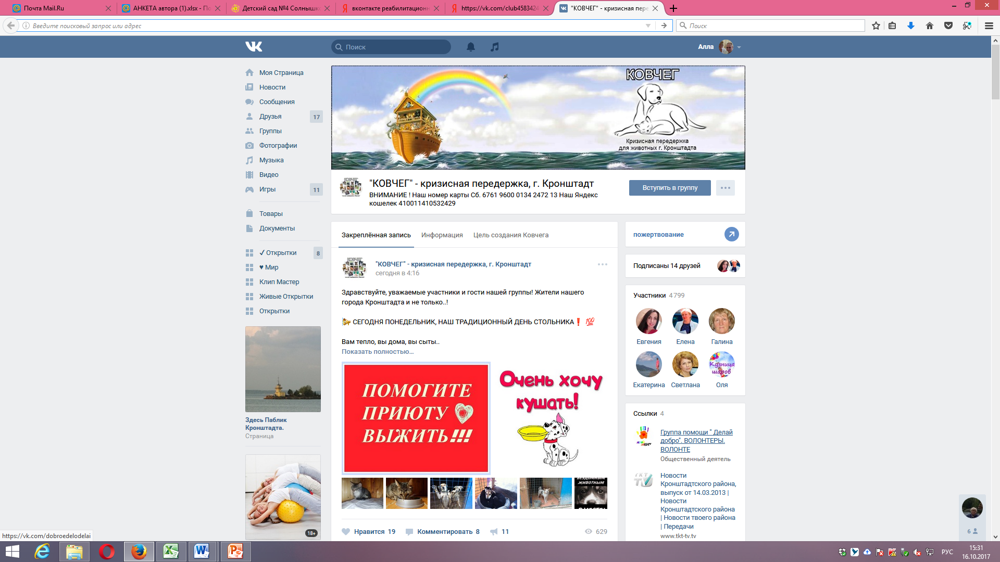 Почта Mail.Ru
АНКЕТА автора (1).xlsx - По
Детский сад №4 Солнышк
вконтакте реабилитационн
https://vk.com/club4583424
"КОВЧЕГ" - кризисная пере
Введите поисковый запрос или адрес
Поиск
Поиск
Алла
Моя Страница
Новости
Сообщения
Друзья 17
Группы
Фотографии
Музыка
Видео
Игры 11
Товары
Документы
✓ Открытки 8
♥ Мир
Клип Мастер
Живые Открытки
Открытки
Здесь Паблик
Кронштадта.
Страница
18+
КОВЧЕГ
Кризисная передержка
для животных г. Кронштадта
"КОВЧЕГ" - кризисная передержка, г. Кронштадт
ВНИМАНИЕ ! Наш номер карты Сб. 6761 9600 0134 2472 13 Наш Яндекс
кошелек 410011410532429
Вступить в группу
Закреплённая запись
Информация
Цель создания Ковчега
"КОВЧЕГ" - кризисная передержка, г. Кронштадт
сегодня в 4:16
Здравствуйте, уважаемые участники и гости нашей группы! Жители нашего
города Кронштадта и не только..!
📢 СЕГОДНЯ ПОНЕДЕЛЬНИК, НАШ ТРАДИЦИОННЫЙ ДЕНЬ СТОЛЬНИКА❗ 💯
Вам тепло, вы дома, вы сыты..
Показать полностью…
ПОМОГИТЕ
ПРИЮТУ
ВЫЖИТЬ!!!
Очень хочу
кушать!
ЖИВОТНЫМ
Нравится 19
Комментировать 8
11
629
пожертвование
Подписаны 14 друзей
Участники 4 799
Евгения
Елена
Галина
Екатерина
Светлана
Кузница
шаров
Оля
Ссылки 4
Группа помощи " Делай
добро". ВОЛОНТЕРЫ.
ВОЛОНТЕ
Общественный деятель
ТКТ
TV
Новости
Кронштадтского района,
выпуск от 14.03.2013 |
Новости
Кронштадтского района
| Новости твоего района
| Передачи
www.tkt-tv.tv
6
https://vk.com/dobroedelodelai
РУС
15:31
16.10.2017